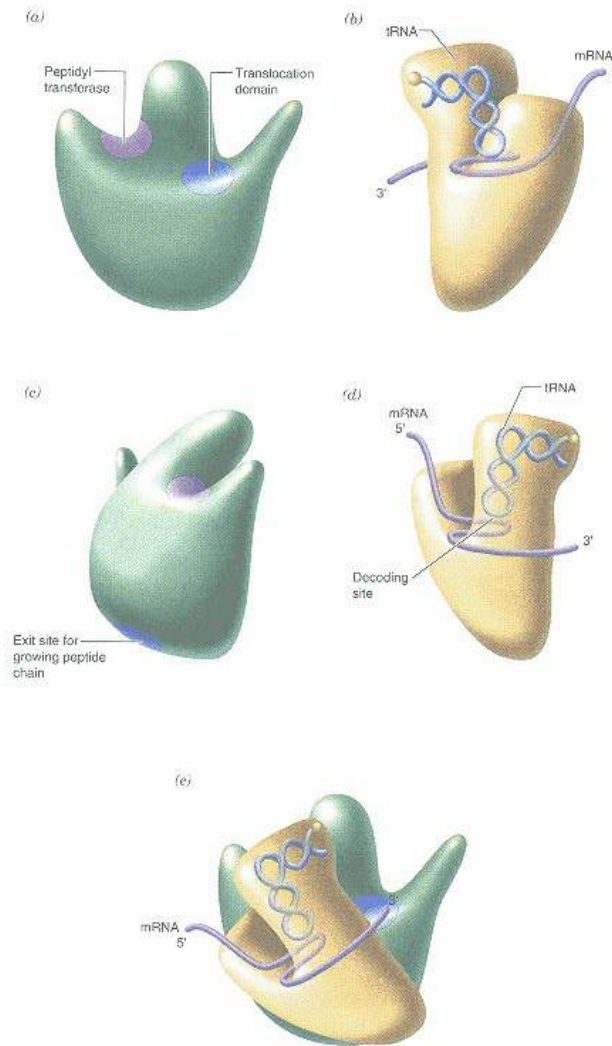 (a)
Peptidyl
transferase
Translocation
domain
(b)
tRNA
mRNA
3'
(c)
Exit site for
growing peptide
chain
(d)
tRNA
mRNA
5'
3'
Decoding
site
(e)
3'
mRNA
5'